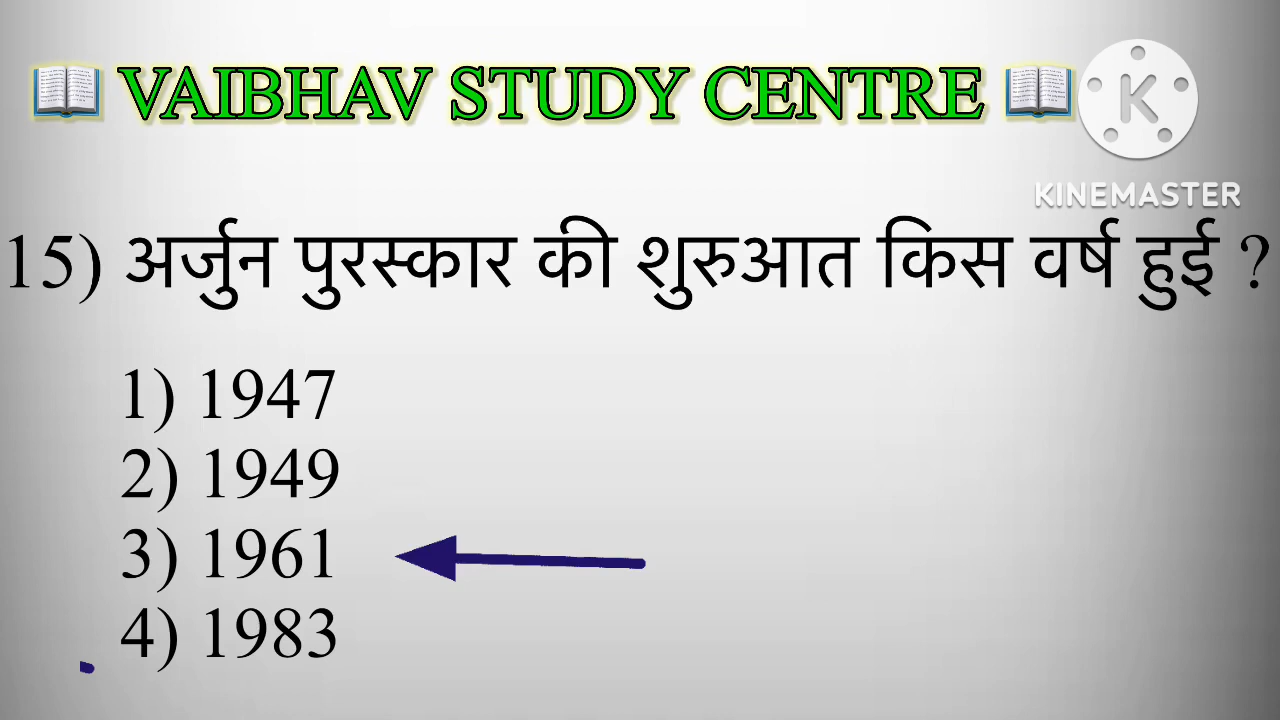 📖 VAIBHAV STUDY CENTRE 📖
K
KINEMASTER
15) अर्जुन पुरस्कार की शुरुआत किस वर्ष हुई ?
1) 1947
2) 1949
3) 1961
4) 1983